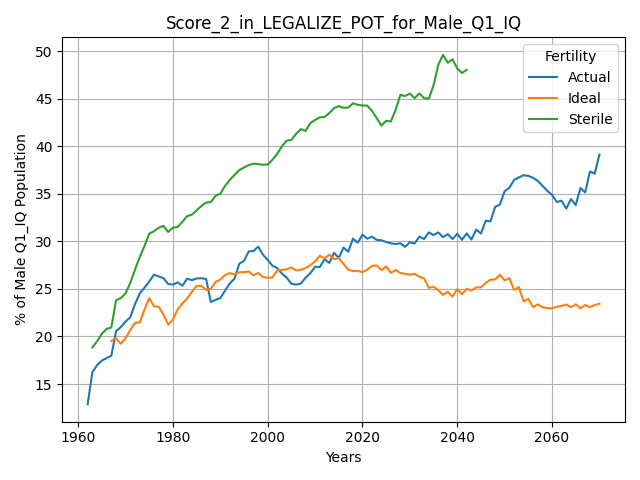 Score_2_in_LEGALIZE_POT_for_Male_Q1_IQ
Fertility
Actual
Ideal
Sterile
% of Male Q1_IQ Population
50
45
40
35
30
25
20
15
1960
1980
2000
2020
2040
2060
Years